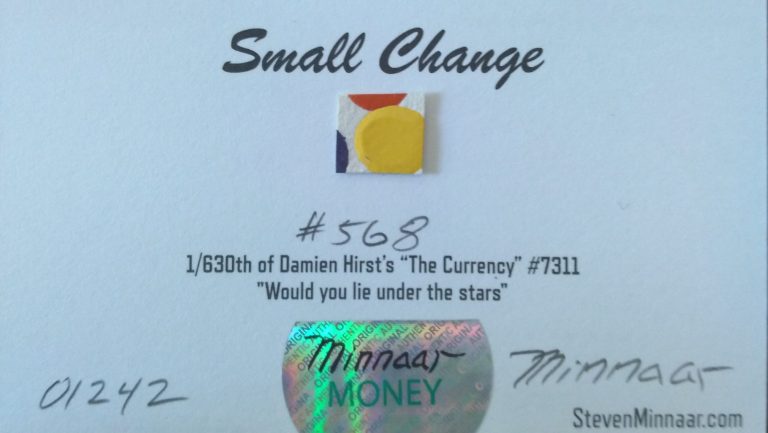 Small Change
#568
1/630th of Damien Hirst's "The Currency" #7311
"Would you lie under the stars"
Minnaar
MONEY
01242
Minnaar
StevenMinnaar.com